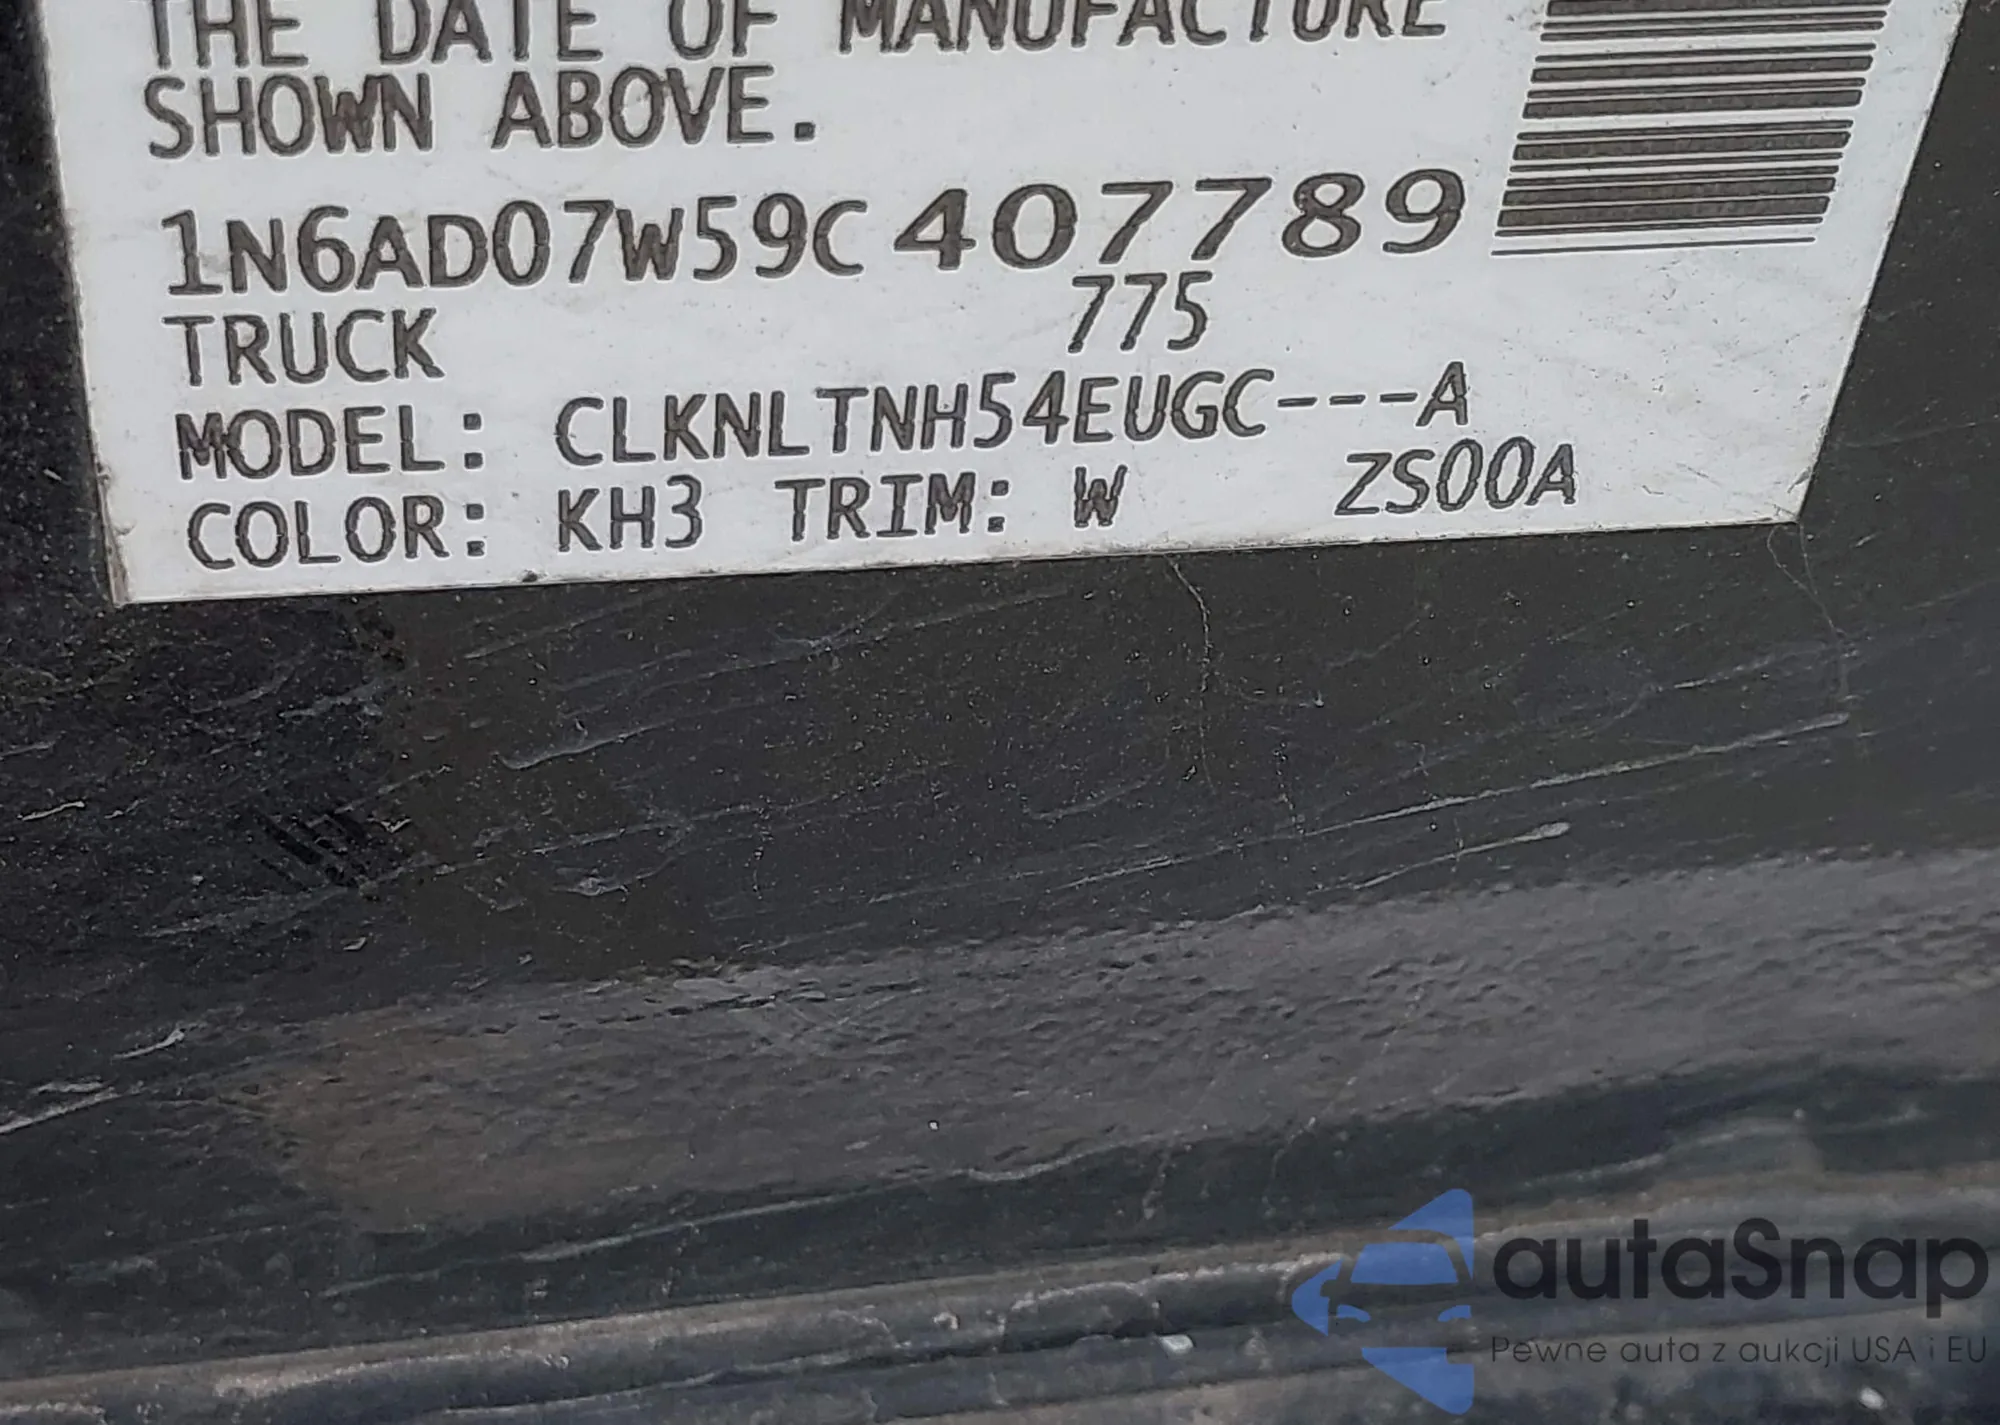 THE DATE OF MANUFACTURE
SHOWN ABOVE.
1N6AD07W59C407789
TRUCK 775
MODEL: CLKNLTNH54EUGC---A
COLOR: KH3 TRIM: W ZS00A
autaSnap
Pewne auta z aukcji USA i EU